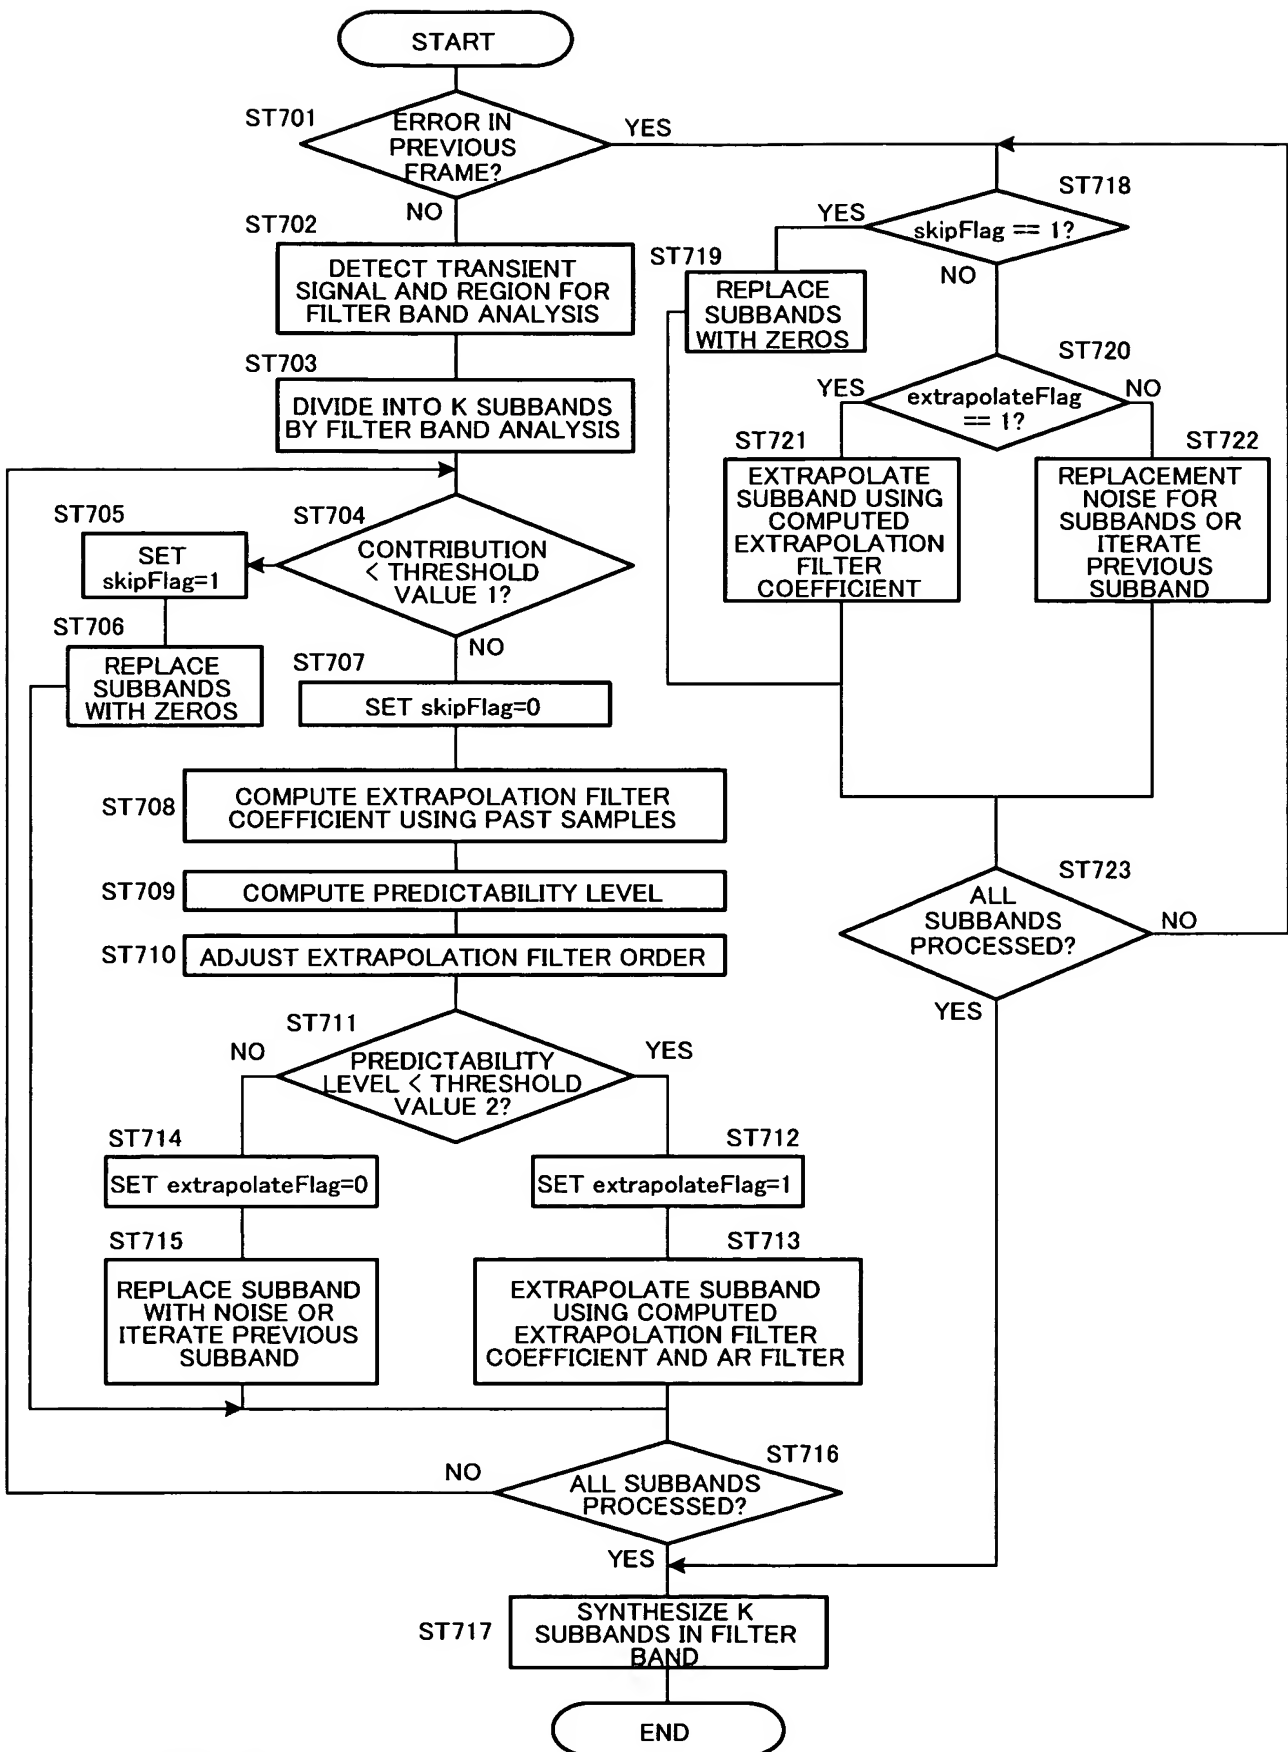 START
ST701
ERROR IN
PREVIOUS
FRAME?
YES
NO
ST702
DETECT TRANSIENT
SIGNAL AND REGION FOR
FILTER BAND ANALYSIS
ST703
DIVIDE INTO K SUBBANDS
BY FILTER BAND ANALYSIS
ST704
CONTRIBUTION
< THRESHOLD
VALUE 1?
NO
ST705
SET
skipFlag=1
ST706
REPLACE
SUBBANDS
WITH ZEROS
ST707
SET skipFlag=0
ST708
COMPUTE EXTRAPOLATION FILTER
COEFFICIENT USING PAST SAMPLES
ST709
COMPUTE PREDICTABILITY LEVEL
ST710
ADJUST EXTRAPOLATION FILTER ORDER
ST711
PREDICTABILITY
LEVEL < THRESHOLD
VALUE 2?
NO
YES
ST714
SET extrapolateFlag=0
ST712
SET extrapolateFlag=1
ST715
REPLACE SUBBAND
WITH NOISE OR
ITERATE PREVIOUS
SUBBAND
ST713
EXTRAPOLATE SUBBAND
USING COMPUTED
EXTRAPOLATION FILTER
COEFFICIENT AND AR FILTER
ST716
ALL SUBBANDS
PROCESSED?
NO
YES
ST717
SYNTHESIZE K
SUBBANDS IN FILTER
BAND
END
ST718
skipFlag == 1?
YES
NO
ST719
REPLACE
SUBBANDS
WITH ZEROS
ST720
extrapolateFlag
== 1?
YES
NO
ST721
EXTRAPOLATE
SUBBAND USING
COMPUTED
EXTRAPOLATION
FILTER
COEFFICIENT
ST722
REPLACEMENT
NOISE FOR
SUBBANDS OR
ITERATE
PREVIOUS
SUBBAND
ST723
ALL
SUBBANDS
PROCESSED?
NO
YES